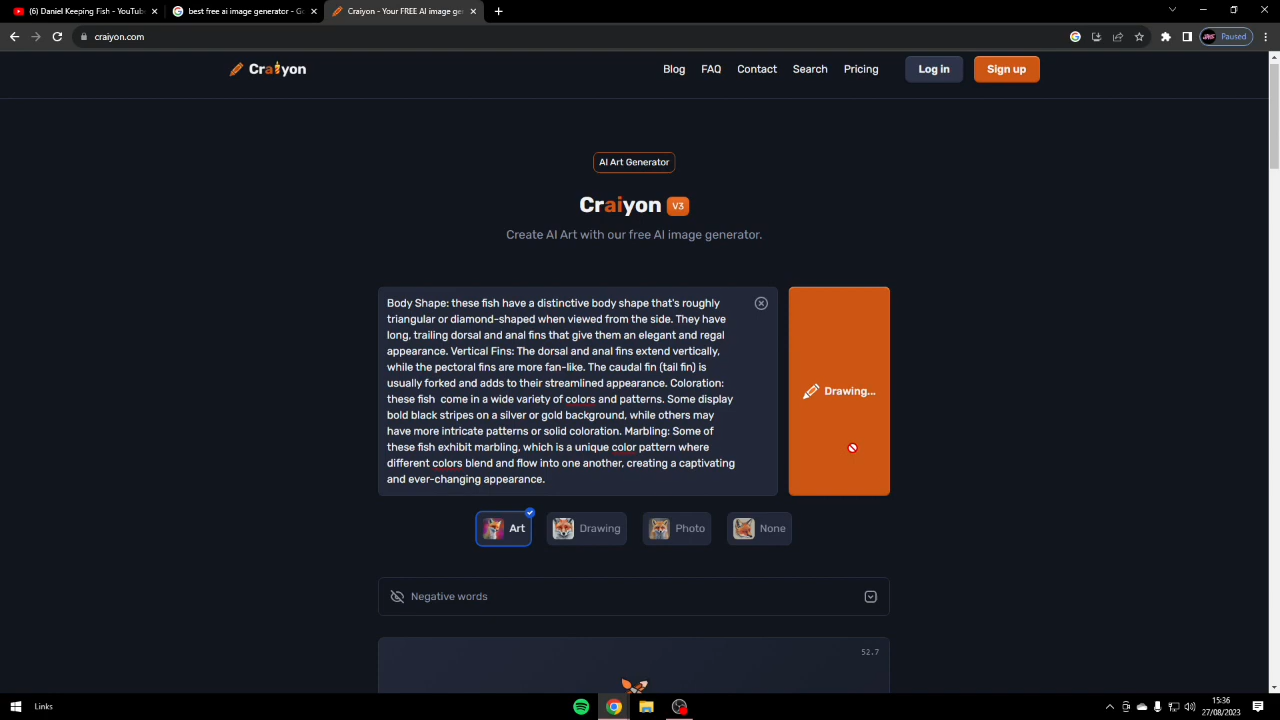 (6) Daniel Keeping Fish - YouTube
best free ai image generator - Go
Craiyon - Your FREE AI image ge
craiyon.com
Paused
Craiyon
Blog
FAQ
Contact
Search
Pricing
Log in
Sign up
AI Art Generator
Craiyon V3
Create AI Art with our free AI image generator.
Body Shape: these fish have a distinctive body shape that's roughly
triangular or diamond-shaped when viewed from the side. They have
long, trailing dorsal and anal fins that give them an elegant and regal
appearance. Vertical Fins: The dorsal and anal fins extend vertically,
while the pectoral fins are more fan-like. The caudal fin (tail fin) is
usually forked and adds to their streamlined appearance. Coloration:
these fish  come in a wide variety of colors and patterns. Some display
bold black stripes on a silver or gold background, while others may
have more intricate patterns or solid coloration. Marbling: Some of
these fish exhibit marbling, which is a unique color pattern where
different colors blend and flow into one another, creating a captivating
and ever-changing appearance.
Drawing...
Art
Drawing
Photo
None
Negative words
52.7
Links
15:36
27/08/2023